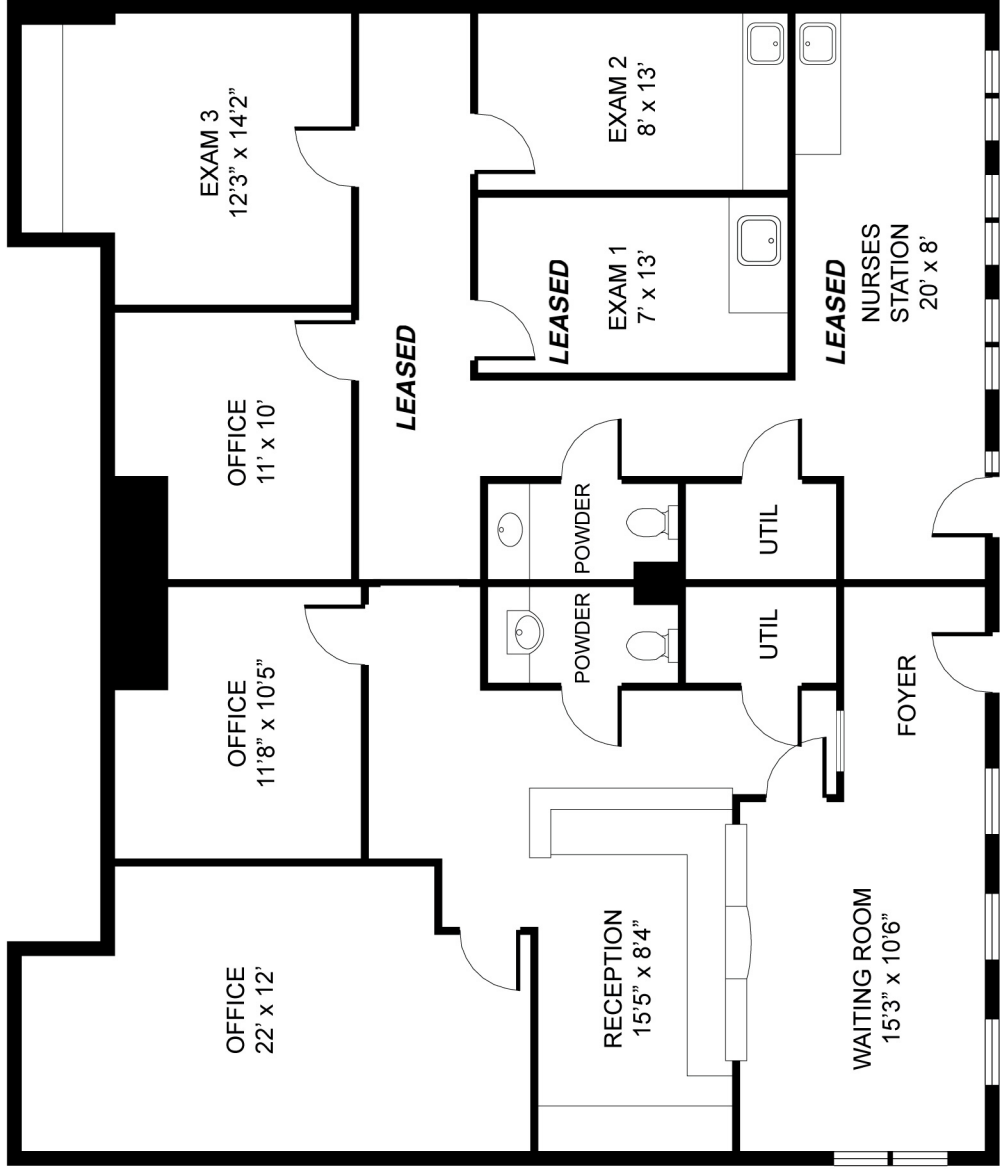 OFFICE
22’ x 12’
OFFICE
11’8” x 10’5”
OFFICE
11’ x 10’
EXAM 3
12’3” x 14’2”
LEASED
RECEPTION
15’5” x 8’4”
POWDER
POWDER
LEASED
EXAM 1
7’ x 13’
EXAM 2
8’ x 13’
UTIL
UTIL
WAITING ROOM
15’3” x 10’6”
FOYER
LEASED
NURSES
STATION
20’ x 8’